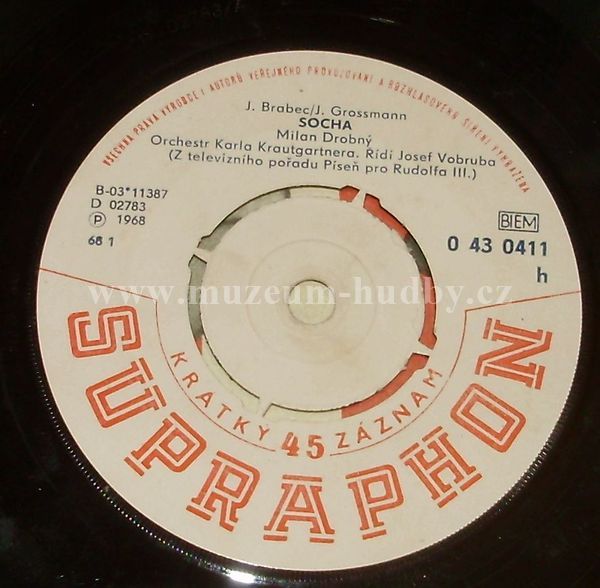 VŠECHNA PRÁVA VÝROBCE I AUTORŮ VEŘEJNÉHO PROVOZOVÁNÍ A ROZHLASOVÉHO ŠÍŘENÍ VYHRAZENA
J. Brabec/J. Grossmann
SOCHA
Milan Drobný
Orchestr Karla Krautgartnera. Řídí Josef Vobruba
(Z televizního pořadu Píseň pro Rudolfa III.)
B-03*11387
D 02783
Ⓟ 1968
68 1
BIEM
0 43 0411
h
www.muzeum-hudby.cz
KRATKÝ 45 ZÁZNAM
SUPRAPHON